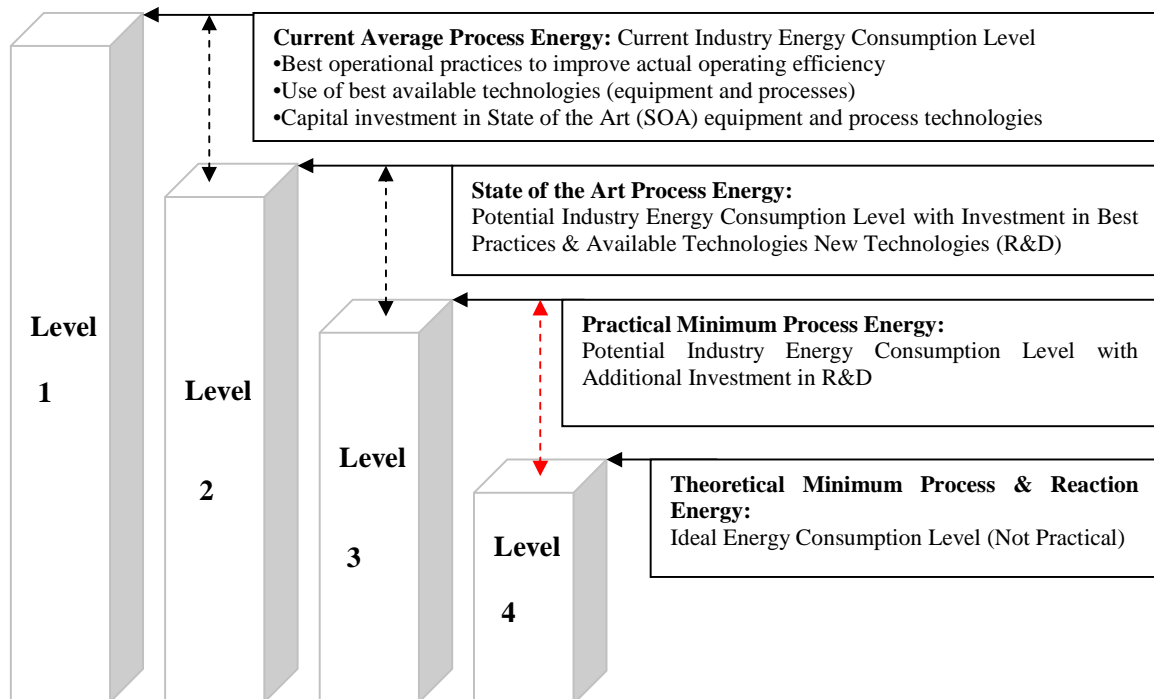 Current Average Process Energy: Current Industry Energy Consumption Level
•Best operational practices to improve actual operating efficiency
•Use of best available technologies (equipment and processes)
•Capital investment in State of the Art (SOA) equipment and process technologies
State of the Art Process Energy:
Potential Industry Energy Consumption Level with Investment in Best
Practices & Available Technologies New Technologies (R&D)
Level
1
Practical Minimum Process Energy:
Potential Industry Energy Consumption Level with
Additional Investment in R&D
Level
2
Level
3
Theoretical Minimum Process & Reaction
Energy:
Ideal Energy Consumption Level (Not Practical)
Level
4